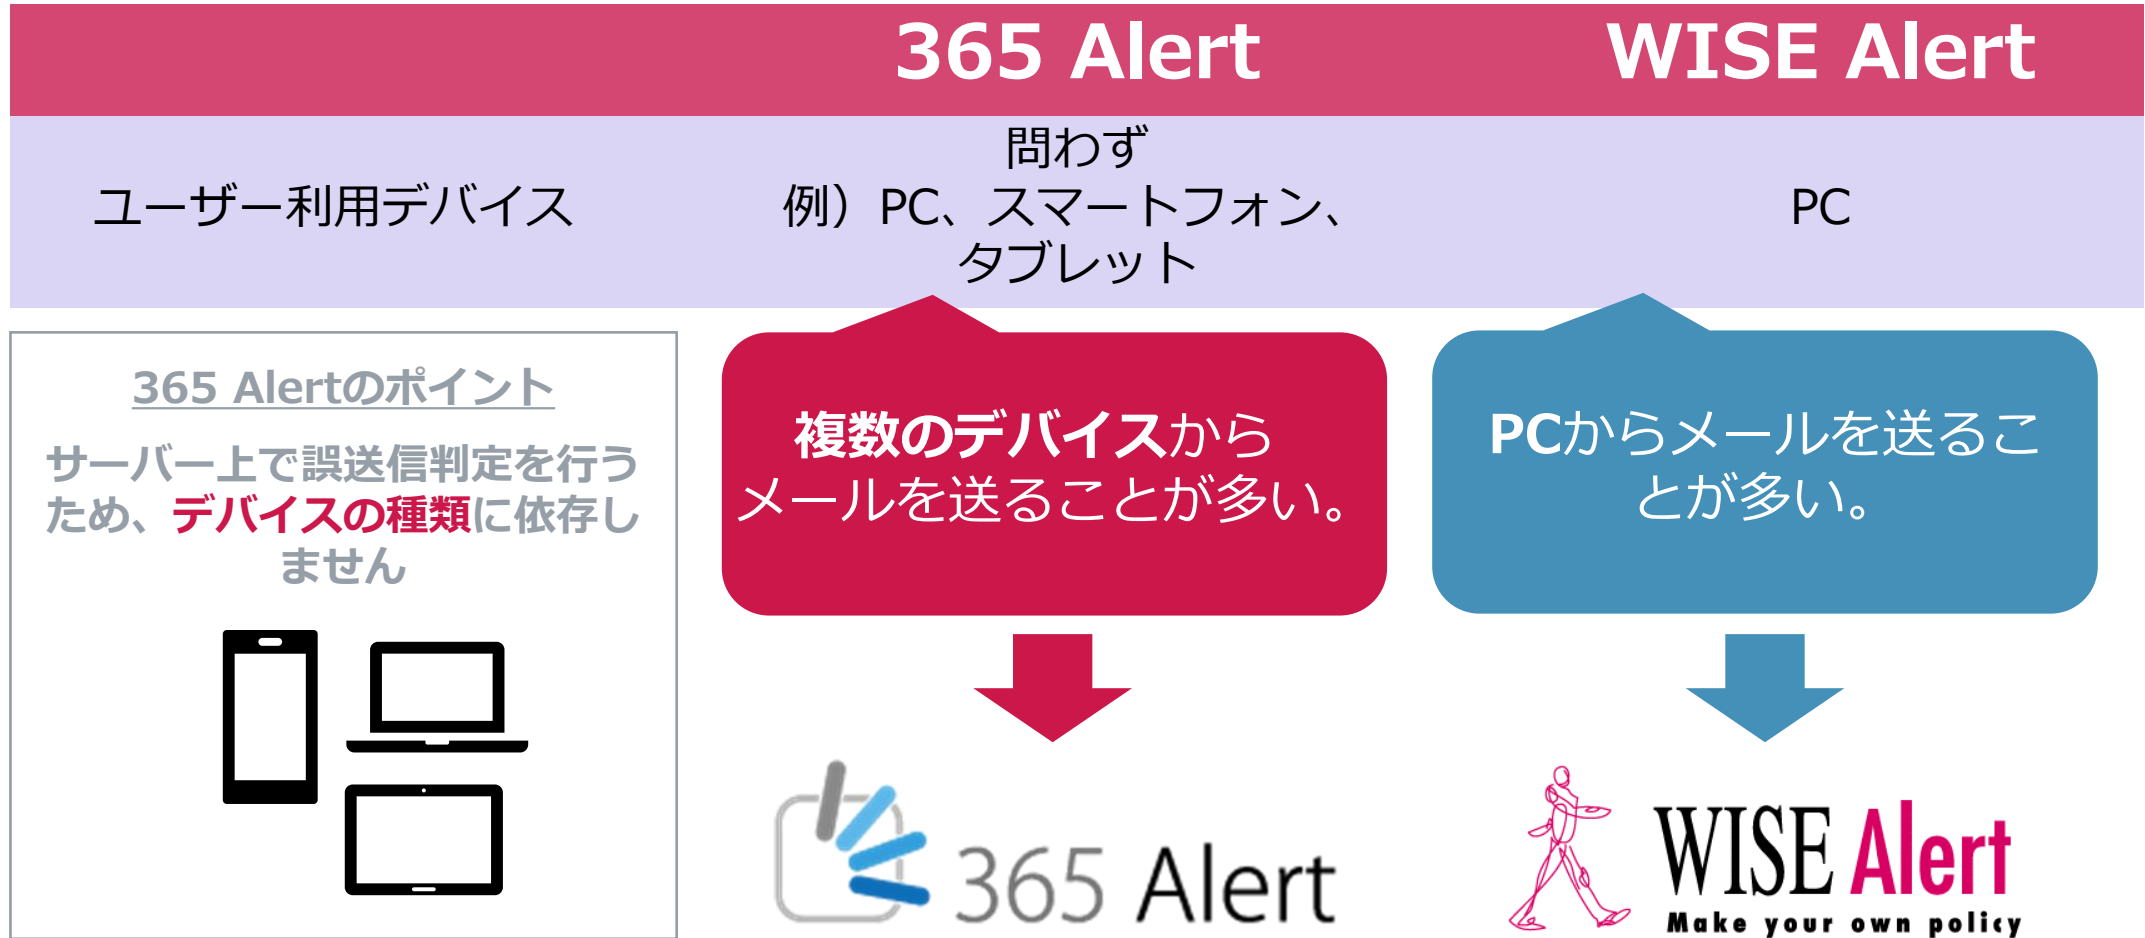 365 Alert
WISE Alert
ユーザー利用デバイス
問わず
例）PC、スマートフォン、
タブレット
PC
365 Alertのポイント
サーバー上で誤送信判定を行う
ため、デバイスの種類に依存し
ません
複数のデバイスから
メールを送ることが多い。
PCからメールを送るこ
とが多い。
365 Alert
WISE Alert
Make your own policy